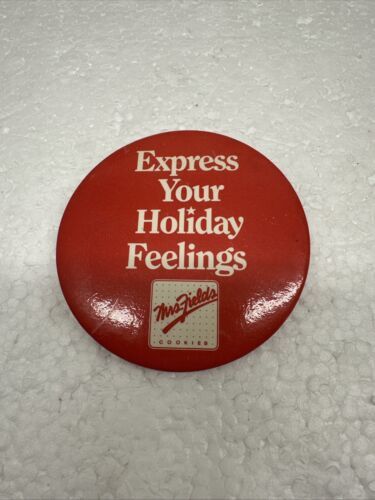 Express
Your
Holiday
Feelings
Mrs. Fields
COOKIES